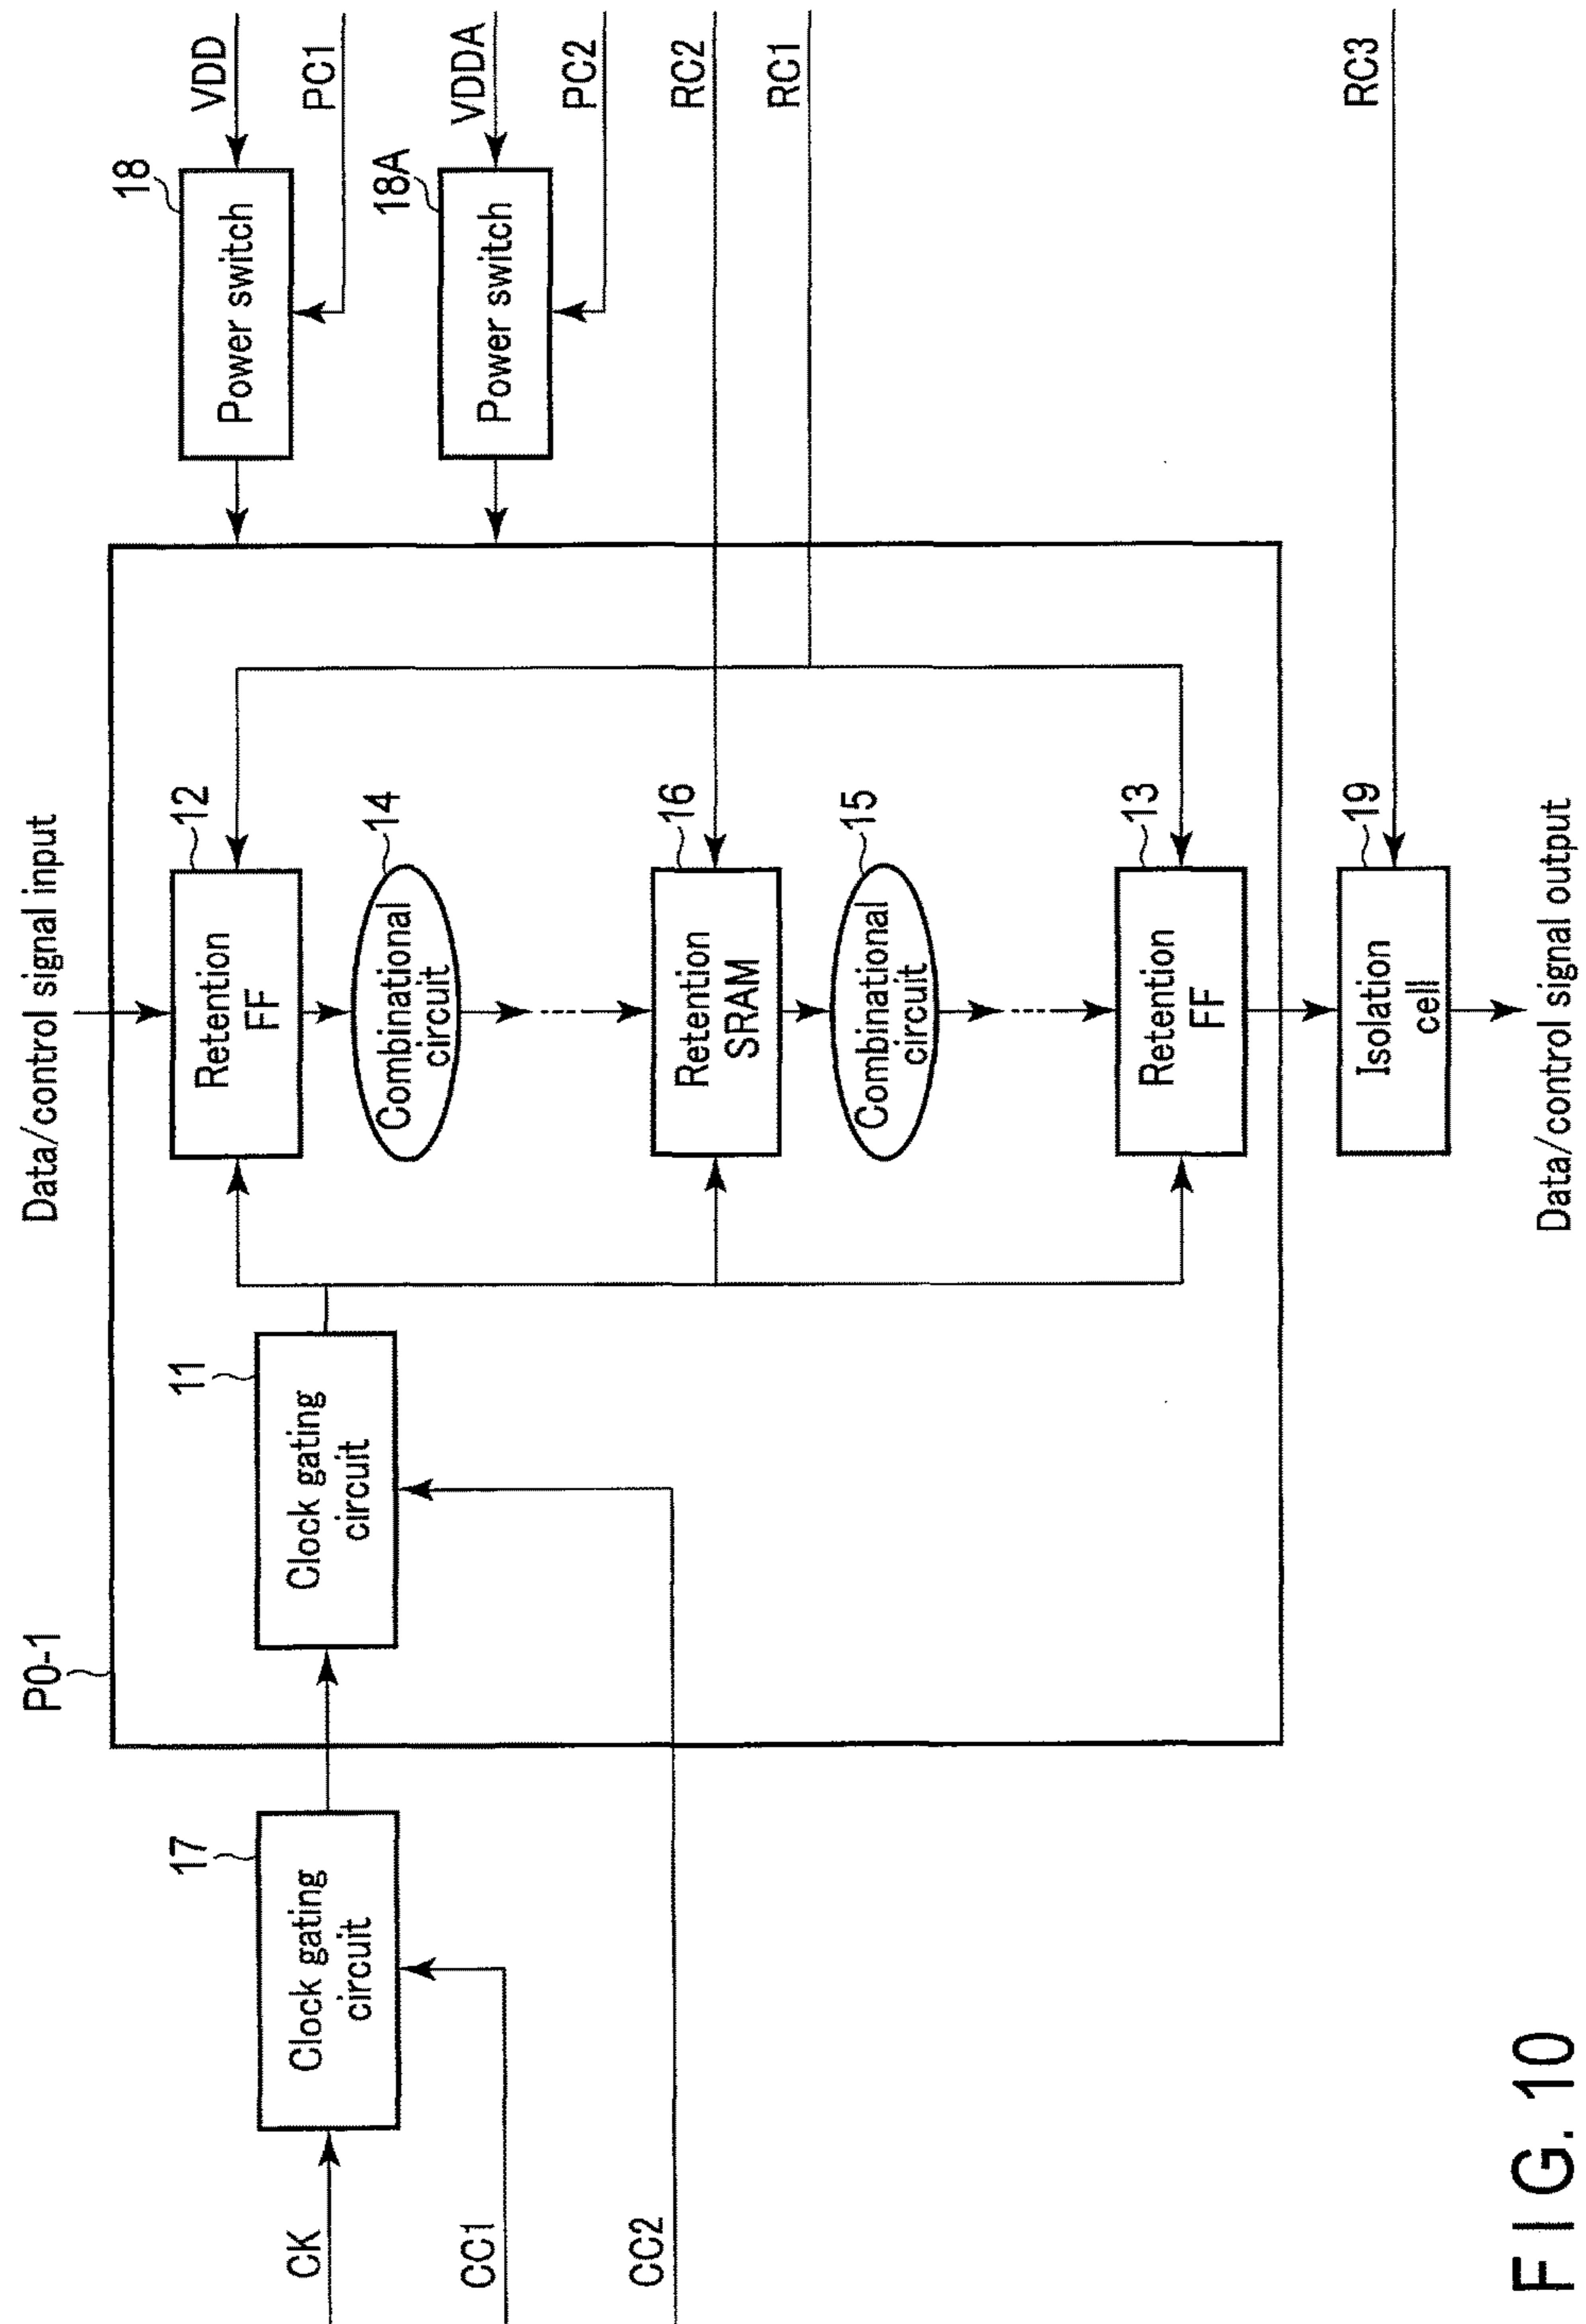 Data/control signal input
P0-1
CK
CC1
CC2
17
Clock gating
circuit
11
Clock gating
circuit
12
Retention
FF
14
Combinational
circuit
16
Retention
SRAM
15
Combinational
circuit
13
Retention
FF
19
Isolation
cell
Data/control signal output
18
Power switch
VDD
PC1
18A
Power switch
VDDA
PC2
RC2
RC1
RC3
FIG. 10